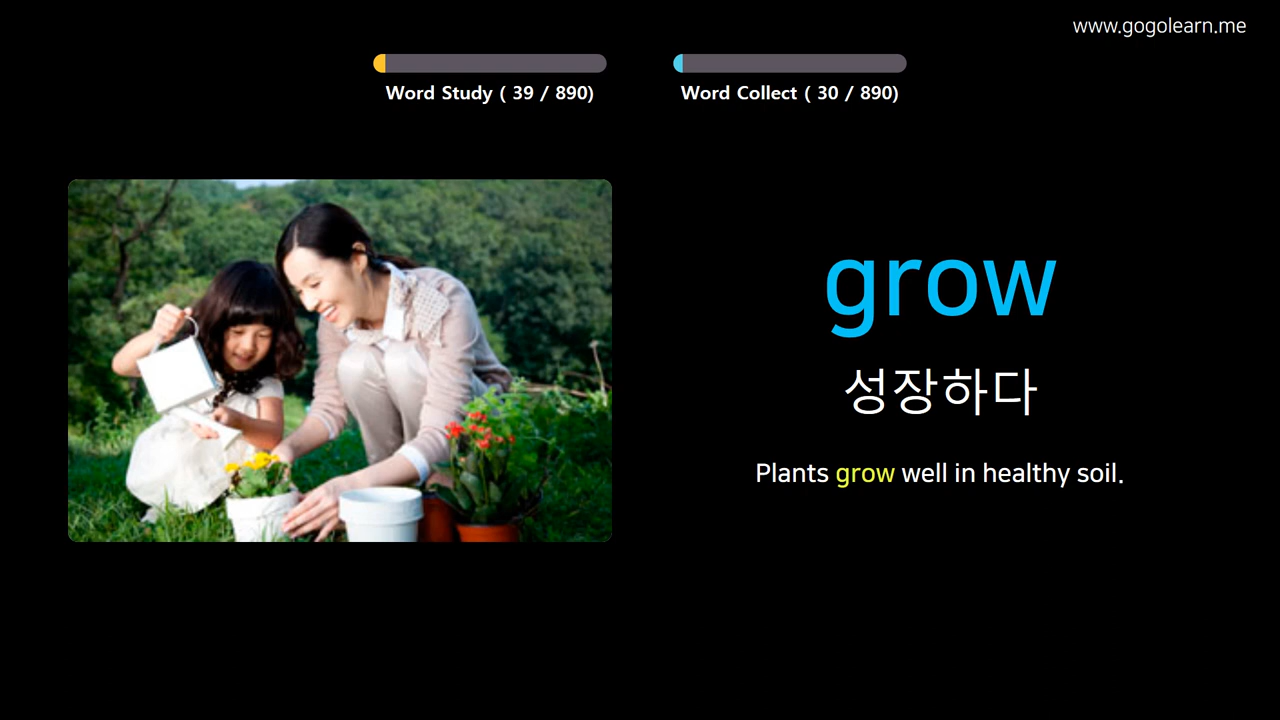 www.gogolearn.me
Word Study ( 39 / 890)
Word Collect ( 30 / 890)
grow
성장하다
Plants grow well in healthy soil.